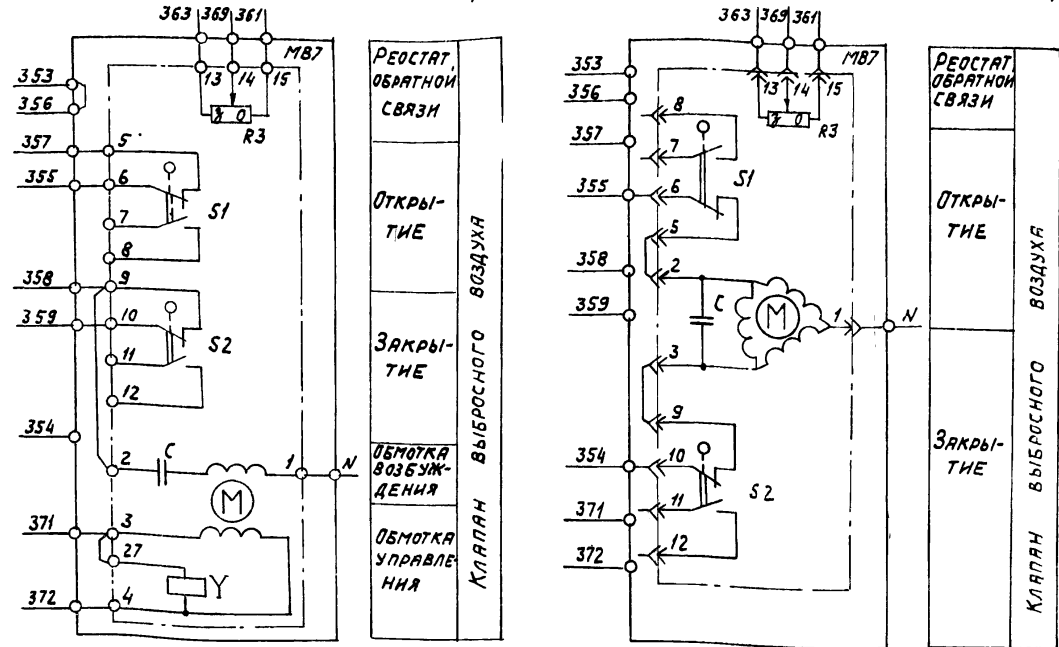 363 369 361
МВ7
13 14 15
R3
353
356
357
5
355
6
S1
7
8
358
9
359
10
S2
11
12
354
2
C
1
N
M
371
3
27
Y
372
4
РЕОСТАТ,
ОБРАТНОЙ
СВЯЗИ
ОТКРЫ-
ТИЕ
ЗАКРЫ-
ТИЕ
ОБМОТКА
ВОЗБУЖ-
ДЕНИЯ
ОБМОТКА
УПРАВЛЕ-
НИЯ
КЛАПАН ВЫБРОСНОГО ВОЗДУХА
363 369 361
МВ7
13 14 15
R3
353
356
8
357
7
S1
355
6
5
358
2
C
M
1
N
359
3
9
354
10
S2
11
371
12
372
РЕОСТАТ,
ОБРАТНОЙ
СВЯЗИ
ОТКРЫ-
ТИЕ
ЗАКРЫ-
ТИЕ
КЛАПАН ВЫБРОСНОГО ВОЗДУХА